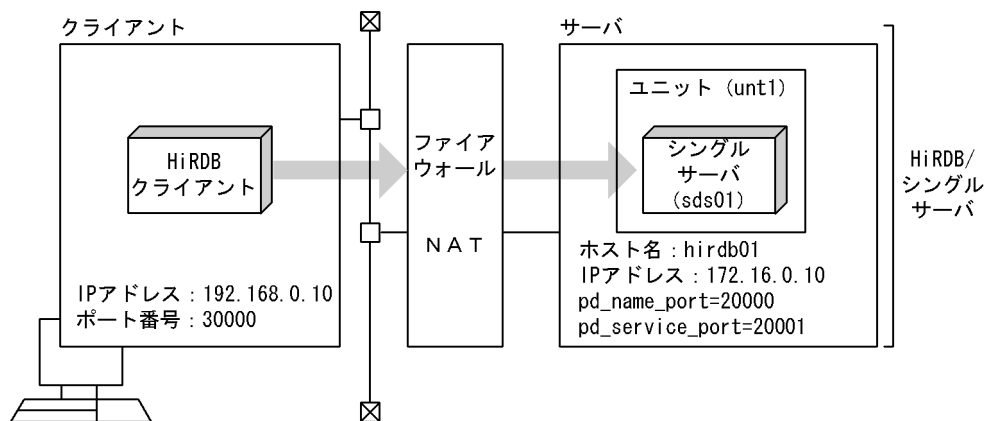 クライアント
HiRDB
クライアント
IPアドレス：192.168.0.10
ポート番号：30000
ファイア
ウォール
ＮＡＴ
サーバ
ユニット（unt1）
シングル
サーバ
（sds01）
ホスト名：hirdb01
IPアドレス：172.16.0.10
pd_name_port=20000
pd_service_port=20001
HiRDB/
シングル
サーバ